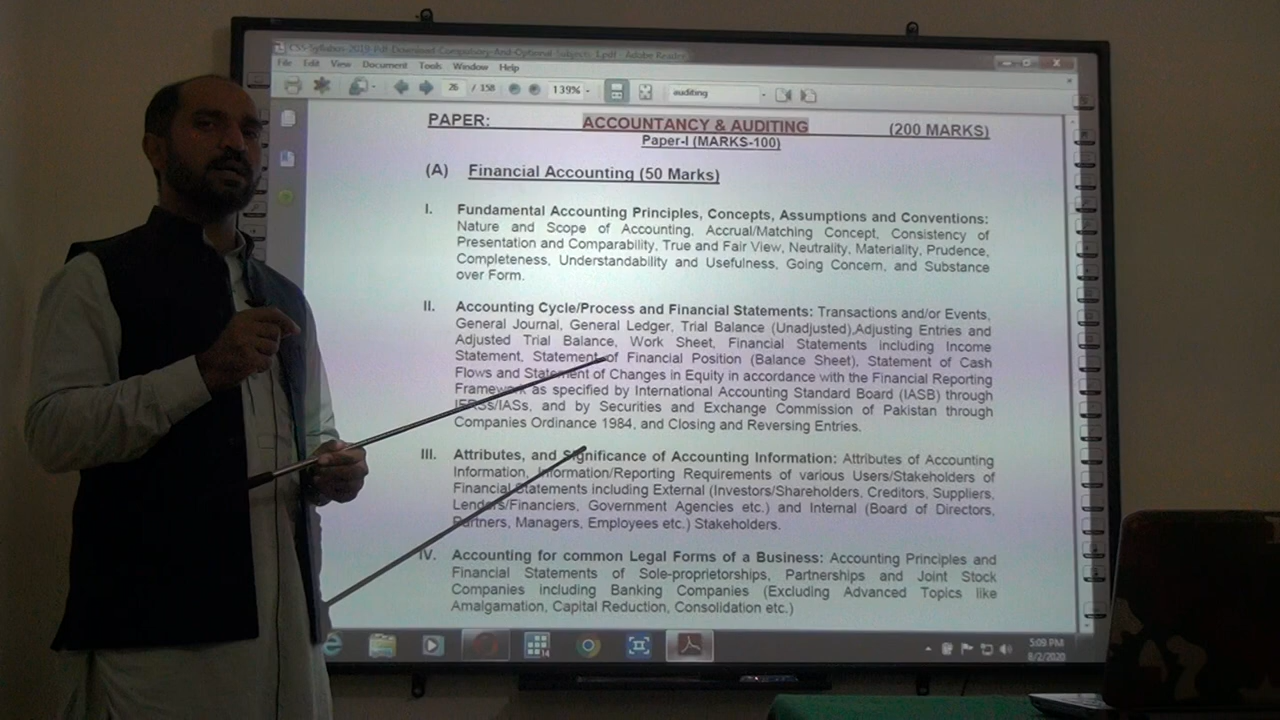 CSS-Syllabus-2019-Pdf-Download-Compulsory-And-Optional-Subjects-1.pdf - Adobe Reader
File Edit View Document Tools Window Help
26 / 158 139% auditing
PAPER: ACCOUNTANCY & AUDITING (200 MARKS)
Paper-I (MARKS-100)
(A) Financial Accounting (50 Marks)
I. Fundamental Accounting Principles, Concepts, Assumptions and Conventions:
Nature and Scope of Accounting, Accrual/Matching Concept, Consistency of
Presentation and Comparability, True and Fair View, Neutrality, Materiality, Prudence,
Completeness, Understandability and Usefulness, Going Concern, and Substance
over Form.
II. Accounting Cycle/Process and Financial Statements: Transactions and/or Events,
General Journal, General Ledger, Trial Balance (Unadjusted),Adjusting Entries and
Adjusted Trial Balance, Work Sheet, Financial Statements including Income
Statement, Statement of Financial Position (Balance Sheet), Statement of Cash
Flows and Statement of Changes in Equity in accordance with the Financial Reporting
Framework as specified by International Accounting Standard Board (IASB) through
IFRSs/IASs, and by Securities and Exchange Commission of Pakistan through
Companies Ordinance 1984, and Closing and Reversing Entries.
III. Attributes, and Significance of Accounting Information: Attributes of Accounting
Information, Information/Reporting Requirements of various Users/Stakeholders of
Financial Statements including External (Investors/Shareholders, Creditors, Suppliers,
Lenders/Financiers, Government Agencies etc.) and Internal (Board of Directors,
Partners, Managers, Employees etc.) Stakeholders.
IV. Accounting for common Legal Forms of a Business: Accounting Principles and
Financial Statements of Sole-proprietorships, Partnerships and Joint Stock
Companies including Banking Companies (Excluding Advanced Topics like
Amalgamation, Capital Reduction, Consolidation etc.)
5:09 PM
8/2/2020